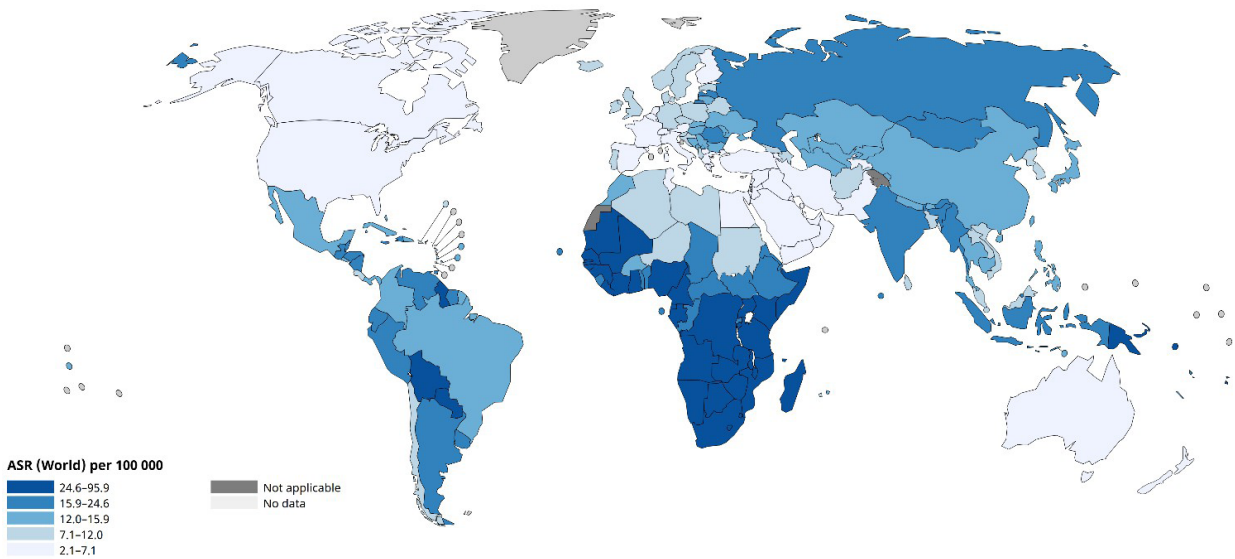 ASR (World) per 100 000
24.6–95.9
15.9–24.6
12.0–15.9
7.1–12.0
2.1–7.1
Not applicable
No data